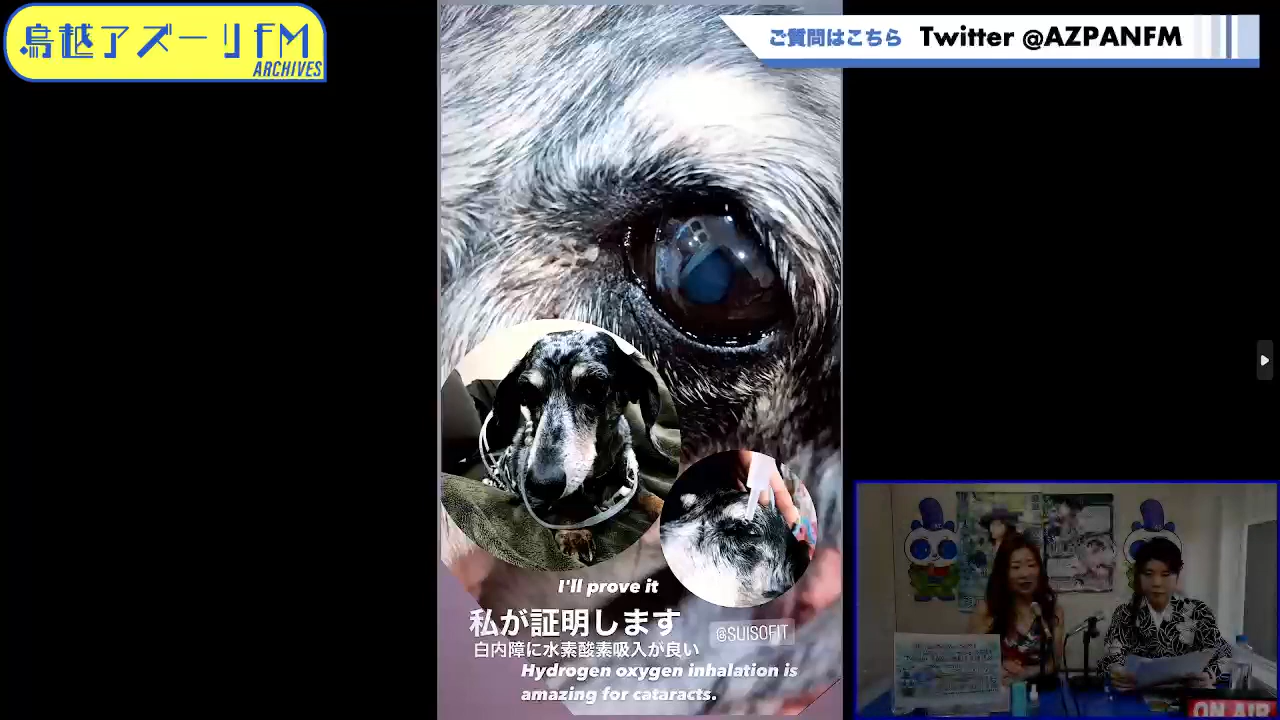 鳥越アズーリFM
ARCHIVES
ご質問はこちら Twitter @AZPANFM
I'll prove it
私が証明します
@SUISOFIT
白内障に水素酸素吸入が良い
Hydrogen oxygen inhalation is
amazing for cataracts.
ON AIR